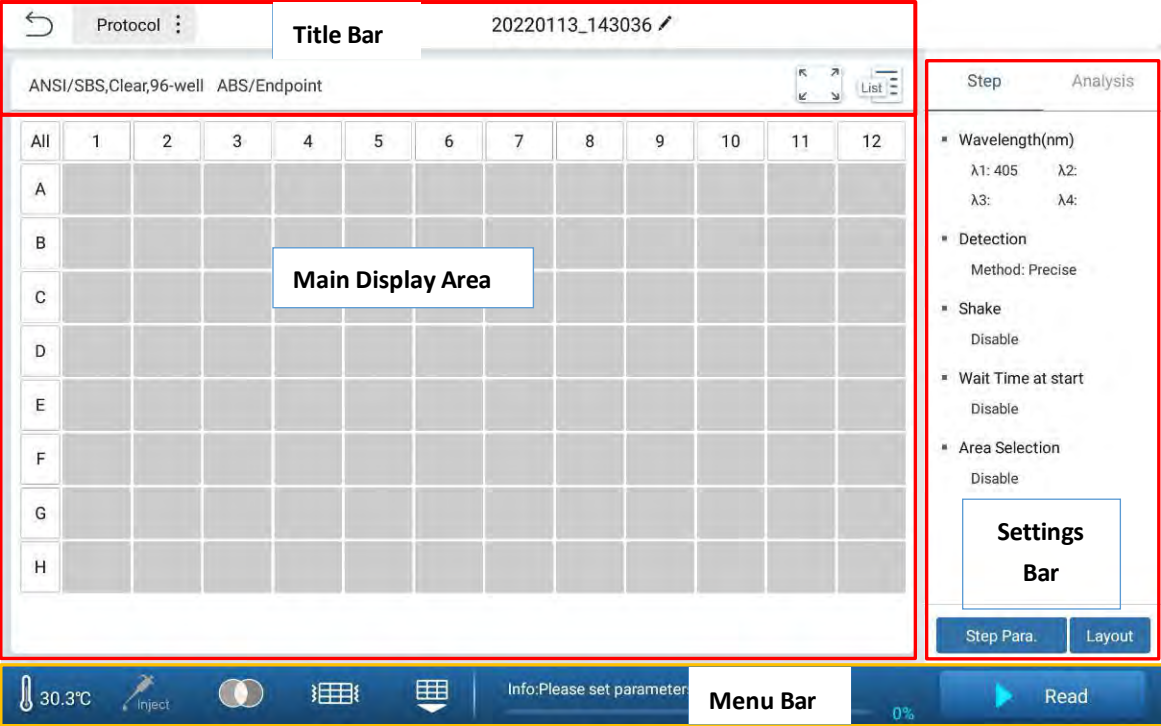 Protocol
Title Bar
20220113_143036
ANSI/SBS,Clear,96-well ABS/Endpoint
List
Step Analysis
All 1 2 3 4 5 6 7 8 9 10 11 12
A
B
C
D
E
F
G
H
Main Display Area
Wavelength(nm)
λ1: 405 λ2:
λ3: λ4:
Detection
Method: Precise
Shake
Disable
Wait Time at start
Disable
Area Selection
Disable
Settings
Bar
Step Para. Layout
30.3℃
Inject
Info:Please set parameter
Menu Bar
0%
Read